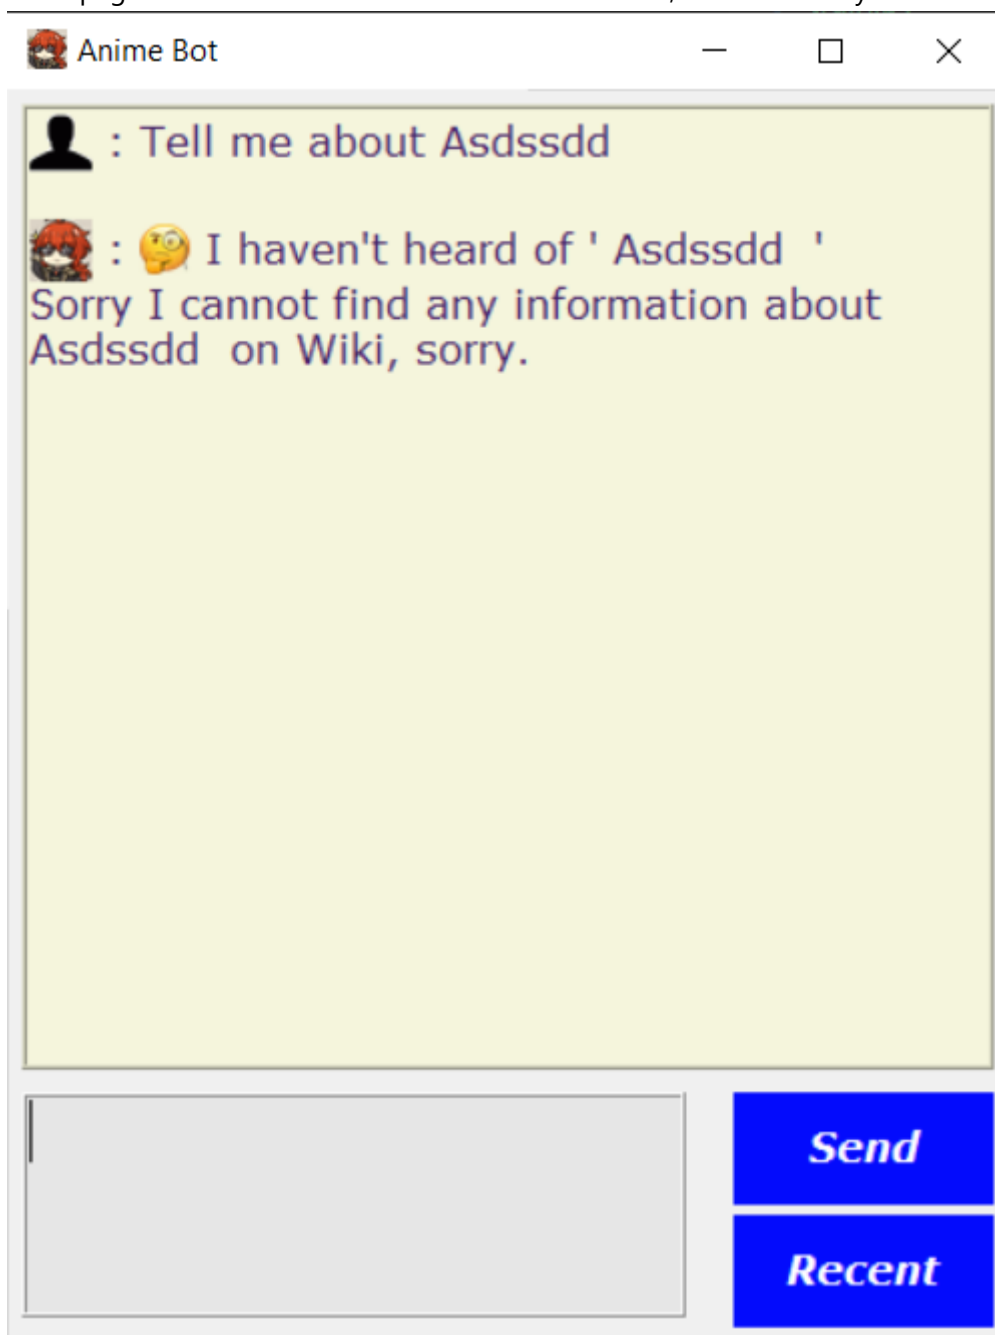 Anime Bot
: Tell me about Asdssdd
: 🤔 I haven't heard of ' Asdssdd  '
Sorry I cannot find any information about
Asdssdd  on Wiki, sorry.
Send
Recent